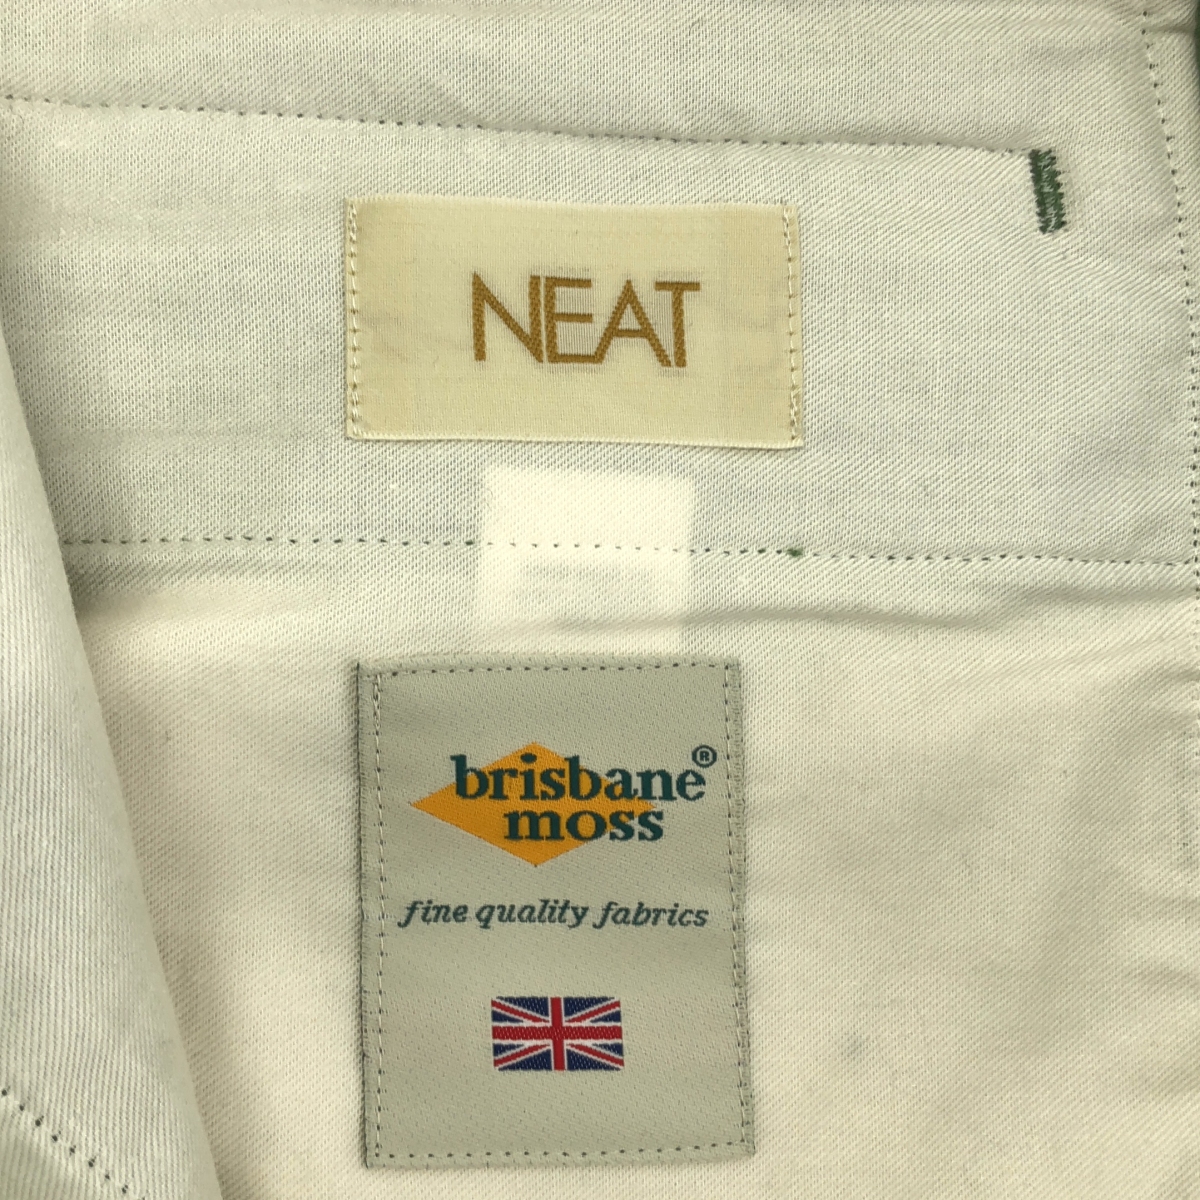 NEAT
brisbane®
moss
fine quality fabrics